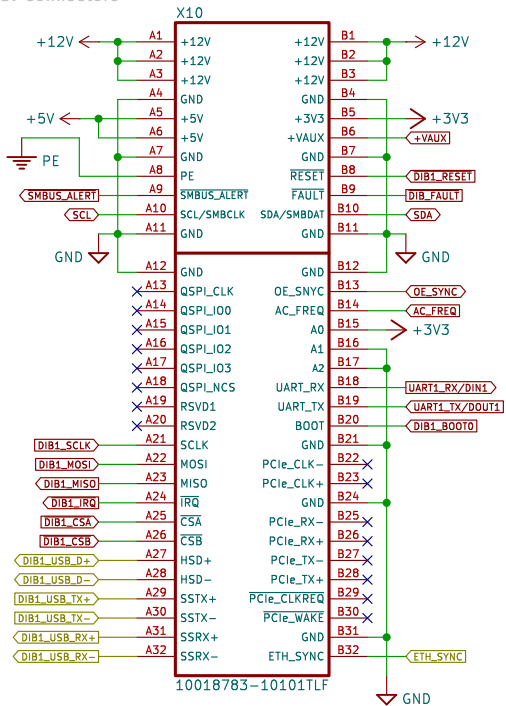 X10
+12V A1 +12V +12V B1 +12V
A2 +12V +12V B2
A3 +12V +12V B3
A4 GND GND B4
+5V A5 +5V +3V3 B5 +3V3
A6 +5V +VAUX B6 +VAUX
A7 GND GND B7
PE A8 PE RESET B8 DIB1_RESET
SMBUS_ALERT A9 SMBUS_ALERT FAULT B9 DIB_FAULT
SCL A10 SCL/SMBCLK SDA/SMBDAT B10 SDA
GND A11 GND GND B11 GND
A12 GND GND B12
A13 QSPI_CLK OE_SNYC B13 OE_SYNC
A14 QSPI_IO0 AC_FREQ B14 AC_FREQ
A15 QSPI_IO1 A0 B15 +3V3
A16 QSPI_IO2 A1 B16
A17 QSPI_IO3 A2 B17
A18 QSPI_NCS UART_RX B18 UART1_RX/DIN1
A19 RSVD1 UART_TX B19 UART1_TX/DOUT1
A20 RSVD2 BOOT B20 DIB1_BOOT0
DIB1_SCLK A21 SCLK GND B21
DIB1_MOSI A22 MOSI PCIe_CLK- B22
DIB1_MISO A23 MISO PCIe_CLK+ B23
DIB1_IRQ A24 IRQ GND B24
DIB1_CSA A25 CSA PCIe_RX- B25
DIB1_CSB A26 CSB PCIe_RX+ B26
DIB1_USB_D+ A27 HSD+ PCIe_TX- B27
DIB1_USB_D- A28 HSD- PCIe_TX+ B28
DIB1_USB_TX+ A29 SSTX+ PCIe_CLKREQ B29
DIB1_USB_TX- A30 SSTX- PCIe_WAKE B30
DIB1_USB_RX+ A31 SSRX+ GND B31
DIB1_USB_RX- A32 SSRX- ETH_SYNC B32 ETH_SYNC
10018783-10101TLF
GND